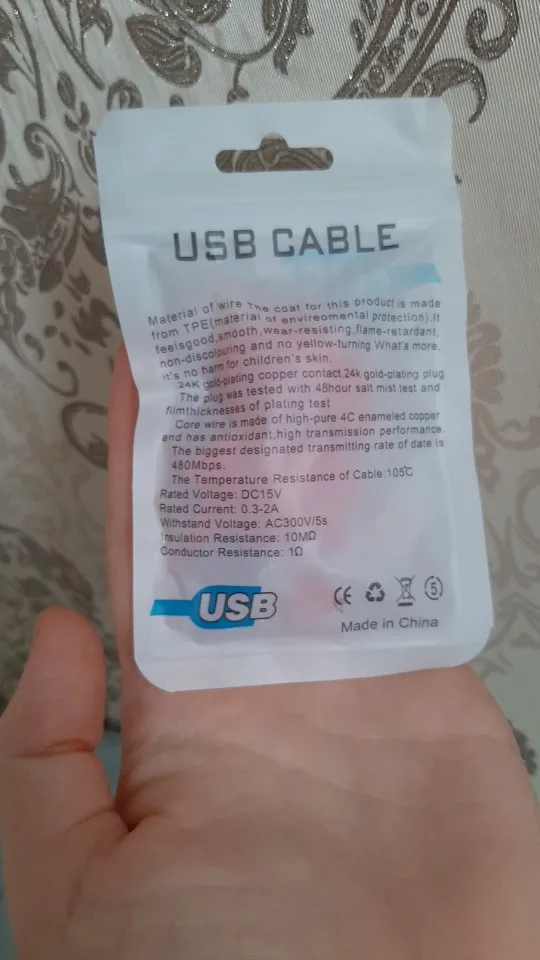 USB CABLE
Material of wire The coat for this product is made
from TPE(material of enviromental protection).It
feelsgood,smooth,wear-resisting,flame-retardant,
non-discolouring and no yellow-turning.What's more,
it's no harm for children's skin.
24K gold-plating copper contact,24k gold-plating plug
The plug was tested with 48hour salt mist test and
filmthicknesses of plating test
Core wire is made of high-pure 4C enameled copper
and has antioxidant,high transmission performance.
The biggest designated transmitting rate of date is
480Mbps.
The Temperature Resistance of Cable:105℃
Rated Voltage: DC15V
Rated Current: 0.3-2A
Withstand Voltage: AC300V/5s
Insulation Resistance: 10MΩ
Conductor Resistance: 1Ω
USB
CE 5
Made in China